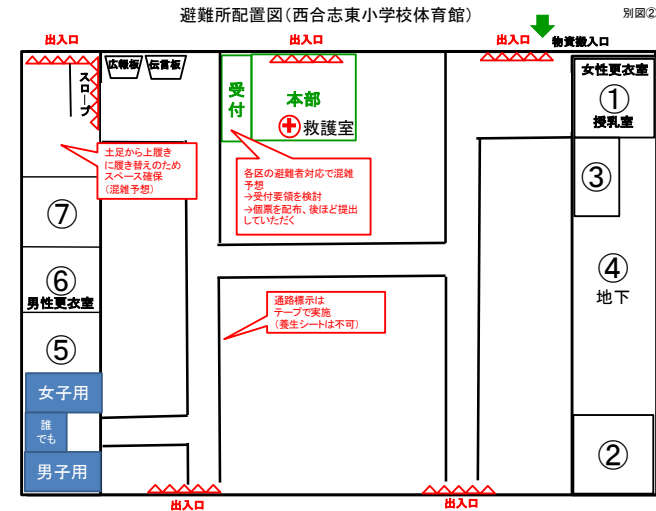 避難所配置図(西合志東小学校体育館)
別図②
出入口
出入口
出入口
物資搬入口
スロープ
広報板
伝言板
受付
本部
救護室
女性更衣室
①
授乳室
土足から上履き
に履き替えのため
スペース確保
(混雑予想)
各区の避難者対応で混雑
予想
→受付要領を検討
→個票を配布、後ほど提出
していただく
③
⑦
⑥
男性更衣室
④
地下
通路標示は
テープで実施
(養生シートは不可)
⑤
女子用
誰
でも
男子用
②
出入口
出入口